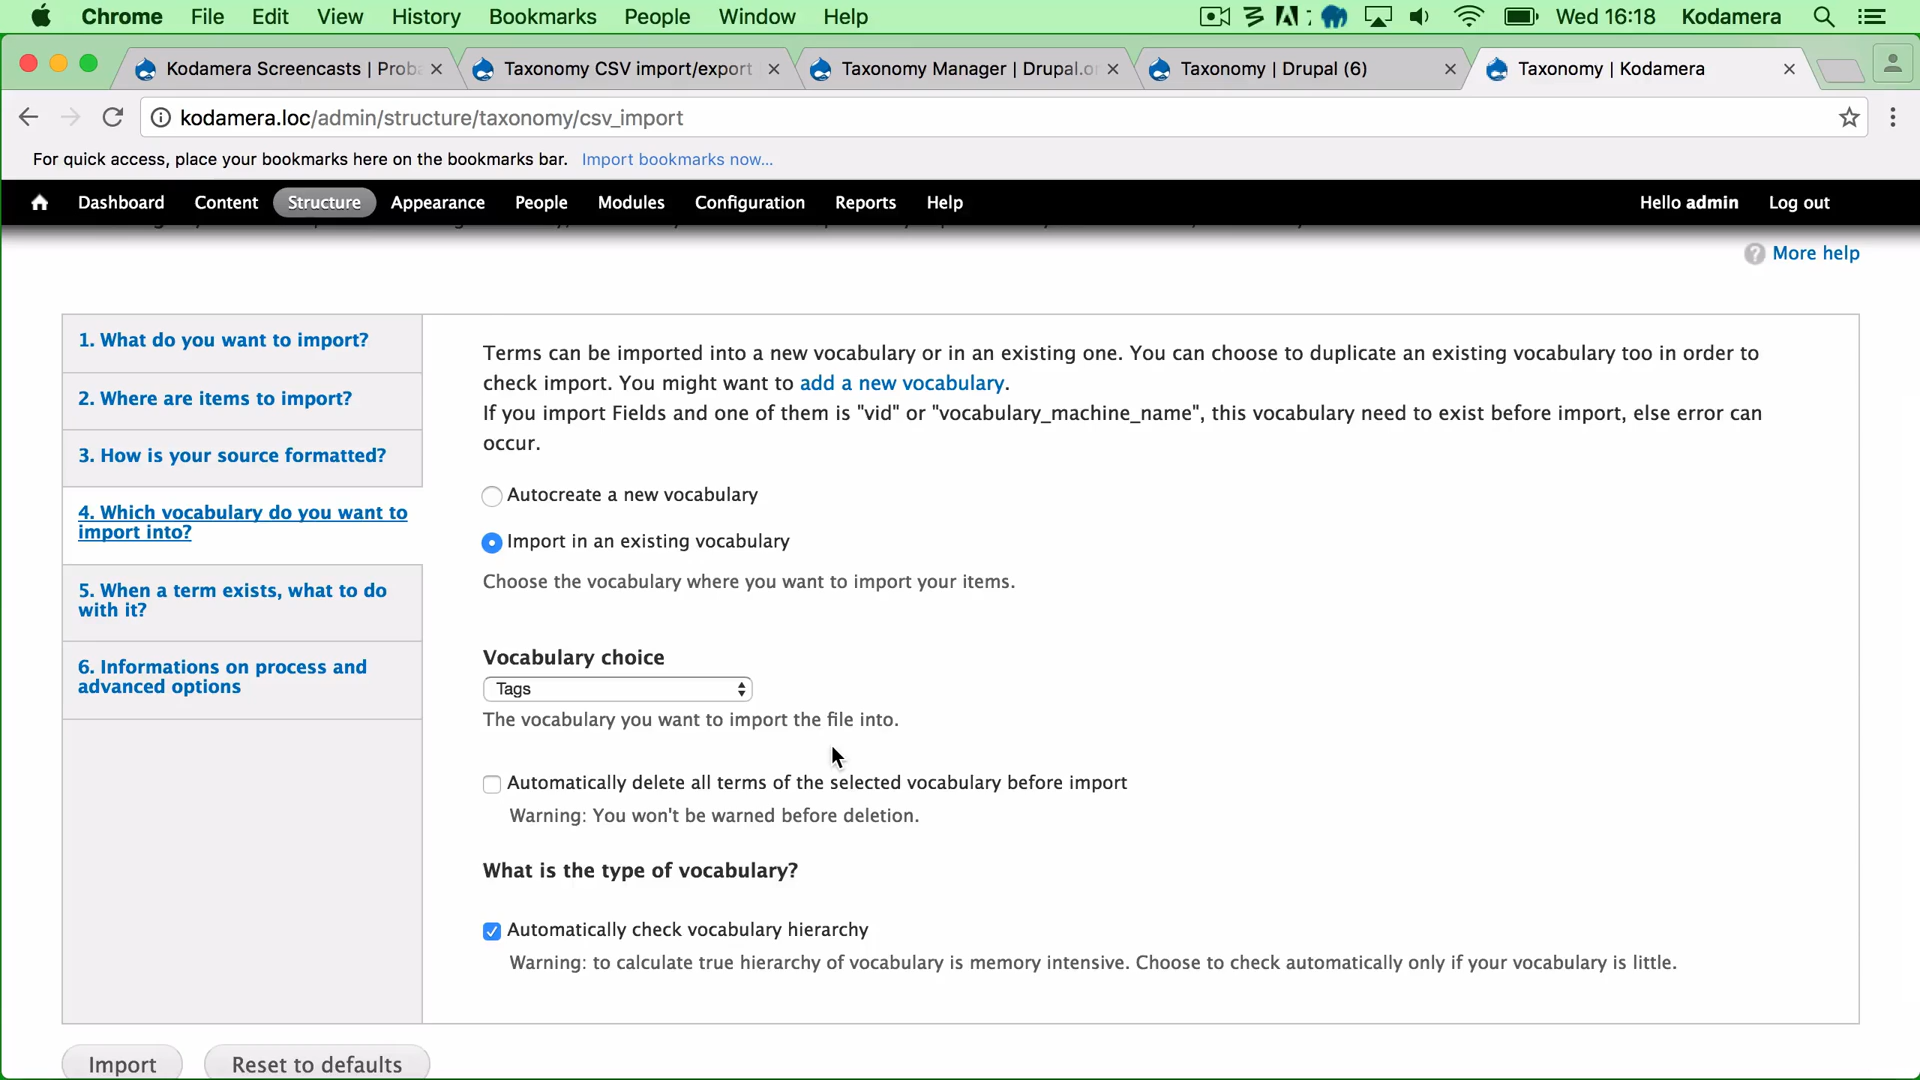 Chrome File Edit View History Bookmarks People Window Help Wed 16:18 Kodamera
Kodamera Screencasts | Prob Taxonomy CSV import/export Taxonomy Manager | Drupal.or Taxonomy | Drupal (6) Taxonomy | Kodamera
kodamera.loc/admin/structure/taxonomy/csv_import
For quick access, place your bookmarks here on the bookmarks bar. Import bookmarks now...
Dashboard Content Structure Appearance People Modules Configuration Reports Help Hello admin Log out
More help
1. What do you want to import?
2. Where are items to import?
3. How is your source formatted?
4. Which vocabulary do you want to
import into?
5. When a term exists, what to do
with it?
6. Informations on process and
advanced options
Terms can be imported into a new vocabulary or in an existing one. You can choose to duplicate an existing vocabulary too in order to
check import. You might want to add a new vocabulary.
If you import Fields and one of them is "vid" or "vocabulary_machine_name", this vocabulary need to exist before import, else error can
occur.
Autocreate a new vocabulary
Import in an existing vocabulary
Choose the vocabulary where you want to import your items.
Vocabulary choice
Tags
The vocabulary you want to import the file into.
Automatically delete all terms of the selected vocabulary before import
Warning: You won't be warned before deletion.
What is the type of vocabulary?
Automatically check vocabulary hierarchy
Warning: to calculate true hierarchy of vocabulary is memory intensive. Choose to check automatically only if your vocabulary is little.
Import Reset to defaults